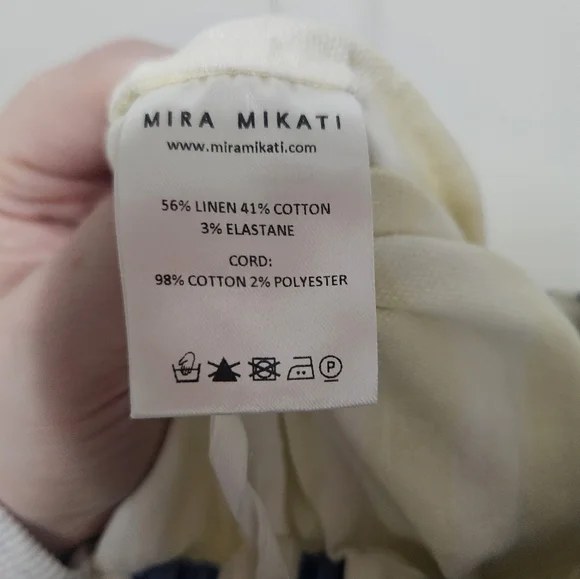 MIRA MIKATI
www.miramikati.com
56% LINEN 41% COTTON
3% ELASTANE
CORD:
98% COTTON 2% POLYESTER
P